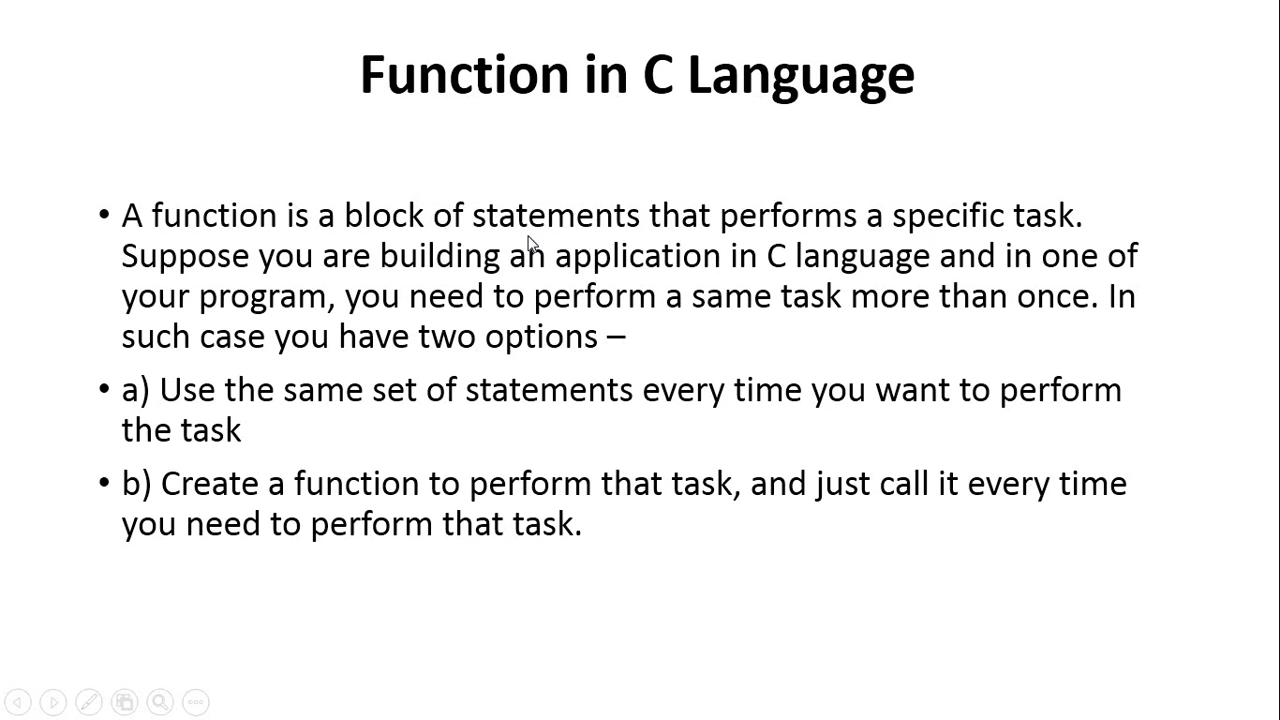 Function in C Language
• A function is a block of statements that performs a specific task.
Suppose you are building an application in C language and in one of
your program, you need to perform a same task more than once. In
such case you have two options –
• a) Use the same set of statements every time you want to perform
the task
• b) Create a function to perform that task, and just call it every time
you need to perform that task.